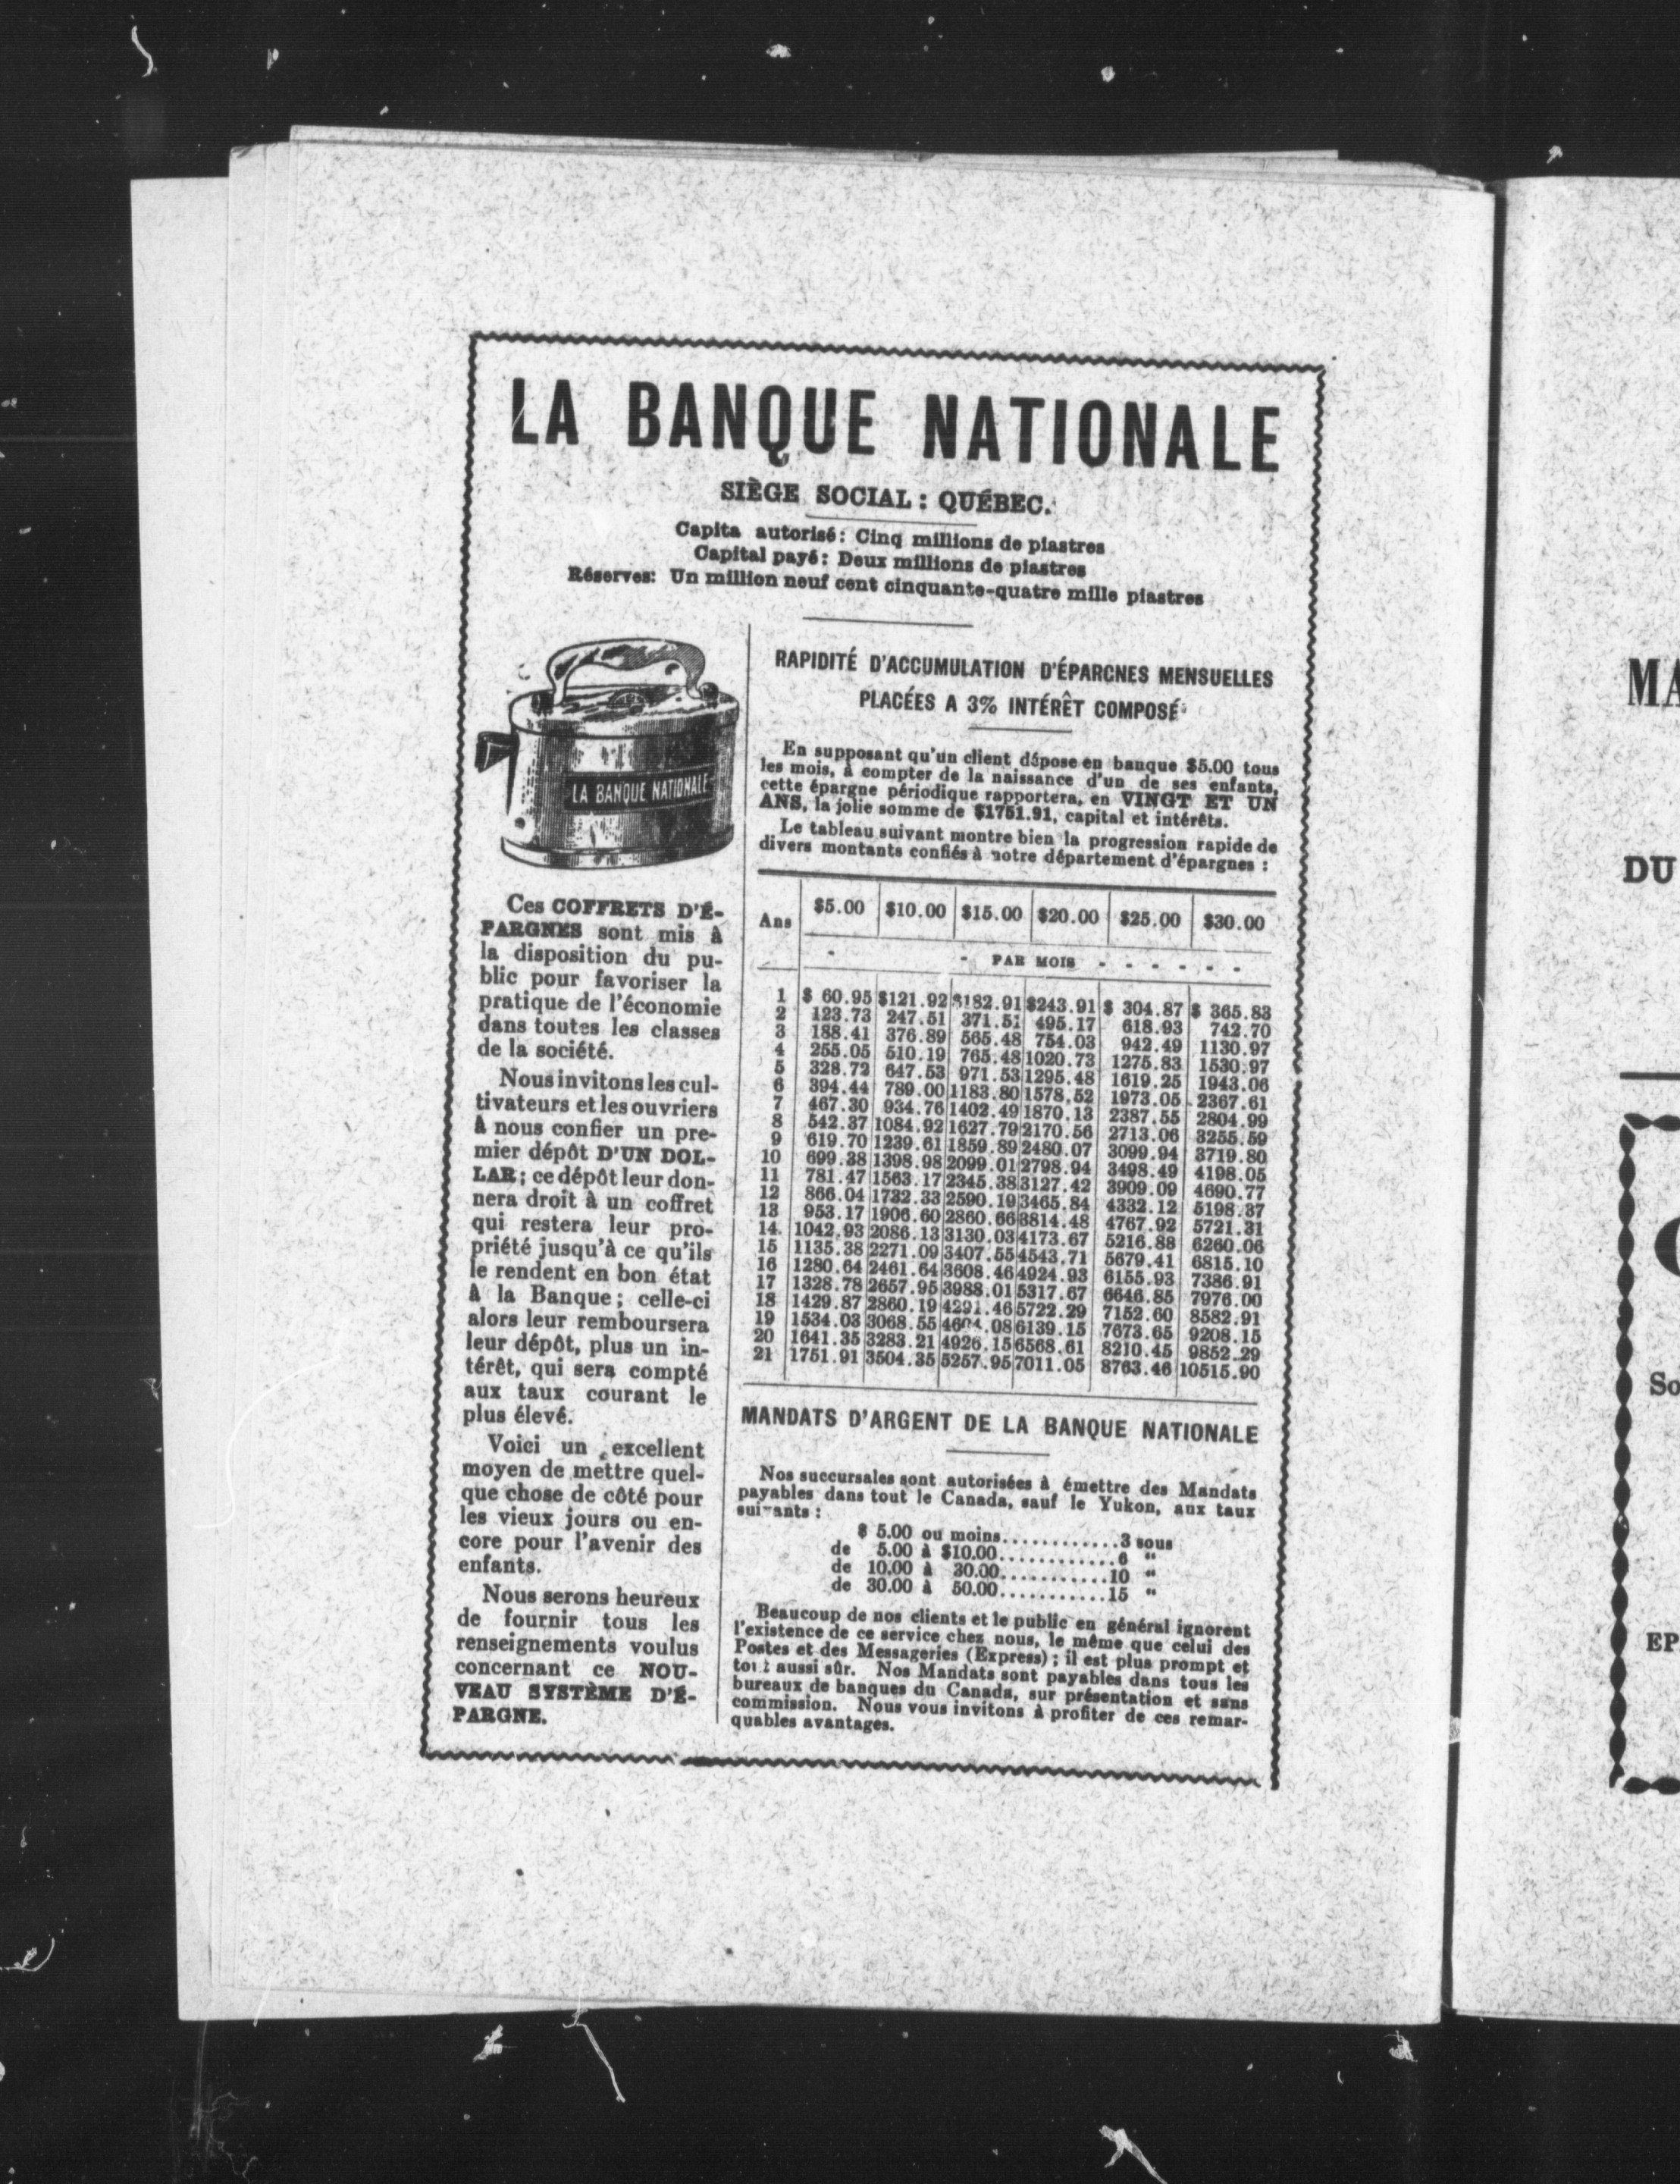 LA BANQUE NATIONALE
SIÈGE SOCIAL : QUÉBEC.
Capita autorisé : Cinq millions de piastres
Capital payé : Deux millions de piastres
Réserves: Un million neuf cent cinquante-quatre mille piastres
LA BANQUE NATIONALE
Ces COFFRETS D'É-
PARGNES sont mis à
la disposition du pu-
blic pour favoriser la
pratique de l'économie
dans toutes les classes
de la société.
Nous invitons les cul-
tivateurs et les ouvriers
à nous confier un pre-
mier dépôt D'UN DOL-
LAR ; ce dépôt leur don-
nera droit à un coffret
qui restera leur pro-
priété jusqu'à ce qu'ils
le rendent en bon état
à la Banque ; celle-ci
alors leur remboursera
leur dépôt, plus un in-
térêt, qui sera compté
aux taux courant le
plus élevé.
Voici un excellent
moyen de mettre quel-
que chose de côté pour
les vieux jours ou en-
core pour l'avenir des
enfants.
Nous serons heureux
de fournir tous les
renseignements voulus
concernant ce NOU-
VEAU SYSTÈME D'É-
PARGNE.
RAPIDITÉ D'ACCUMULATION D'ÉPARGNES MENSUELLES
PLACÉES A 3% INTÉRÊT COMPOSÉ
En supposant qu'un client dépose en banque $5.00 tous
les mois, à compter de la naissance d'un de ses enfants,
cette épargne périodique rapportera, en VINGT ET UN
ANS, la jolie somme de $1751.91, capital et intérêts.
Le tableau suivant montre bien la progression rapide de
divers montants confiés à notre département d'épargnes :
Ans $5.00 $10.00 $15.00 $20.00 $25.00 $30.00
- - PAR MOIS - - - - - -
1 $ 60.95 $121.92 $182.91 $243.91 $ 304.87 $ 365.83
2 123.73 247.51 371.51 495.17 618.93 742.70
3 188.41 376.89 565.48 754.03 942.49 1130.97
4 255.05 510.19 765.48 1020.73 1275.83 1530.97
5 328.72 647.53 971.53 1295.48 1619.25 1943.06
6 394.44 789.00 1183.80 1578.52 1973.05 2367.61
7 467.30 934.76 1402.49 1870.13 2387.55 2804.99
8 542.37 1084.92 1627.79 2170.56 2713.06 3255.59
9 619.70 1239.61 1859.89 2480.07 3099.94 3719.80
10 699.38 1398.98 2099.01 2798.94 3498.49 4198.05
11 781.47 1563.17 2345.38 3127.42 3909.09 4690.77
12 866.04 1732.33 2590.19 3465.84 4332.12 5198.37
13 953.17 1906.60 2860.66 3814.48 4767.92 5721.31
14 1042.93 2086.13 3130.03 4173.67 5216.88 6260.06
15 1135.38 2271.09 3407.55 4543.71 5679.41 6815.10
16 1280.64 2461.64 3608.46 4924.93 6155.93 7386.91
17 1328.78 2657.95 3988.01 5317.67 6646.85 7976.00
18 1429.87 2860.19 4291.46 5722.29 7152.60 8582.91
19 1534.03 3068.55 4604.08 6139.15 7673.65 9208.15
20 1641.35 3283.21 4926.15 6568.61 8210.45 9852.29
21 1751.91 3504.35 5257.95 7011.05 8763.46 10515.90
MANDATS D'ARGENT DE LA BANQUE NATIONALE
Nos succursales sont autorisées à émettre des Mandats
payables dans tout le Canada, sauf le Yukon, aux taux
suivants :
$ 5.00 ou moins............3 sous
de 5.00 à $10.00............6 "
de 10.00 à 30.00...........10 "
de 30.00 à 50.00...........15 "
Beaucoup de nos clients et le public en général ignorent
l'existence de ce service chez nous, le même que celui des
Postes et des Messageries (Express) ; il est plus prompt et
tout aussi sûr. Nos Mandats sont payables dans tous les
bureaux de banques du Canada, sur présentation et sans
commission. Nous vous invitons à profiter de ces remar-
quables avantages.
MA
DU
So
EP